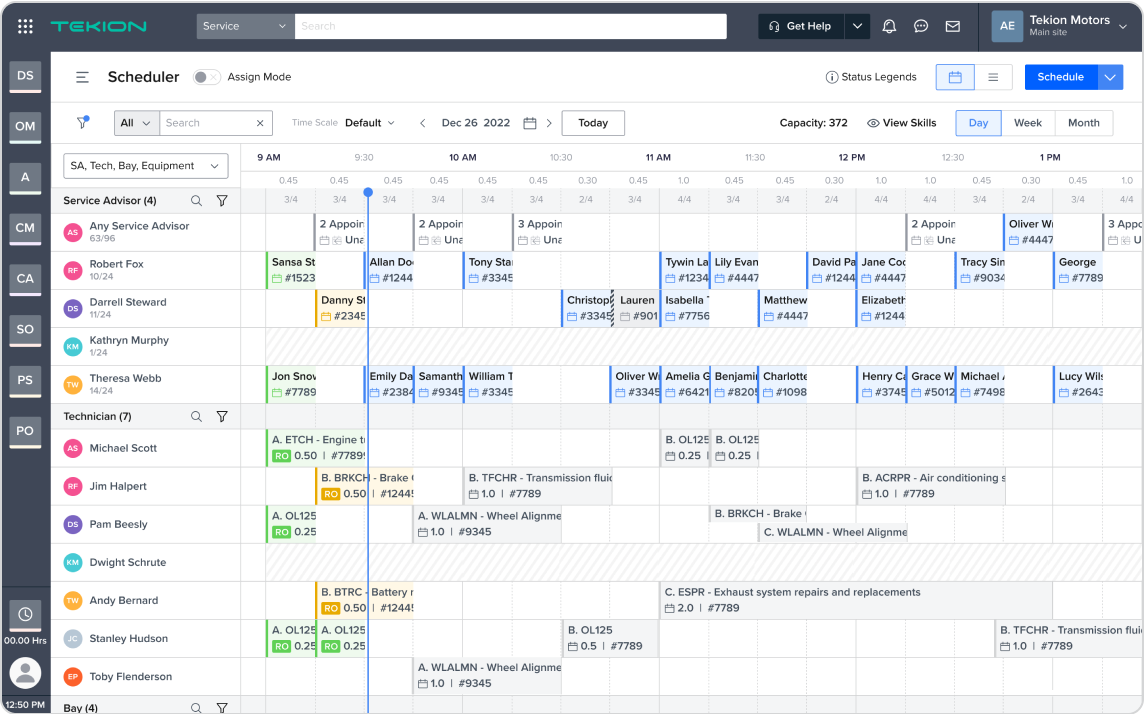 TEKION
Service
Search
Get Help
AE
Tekion Motors
Main site
DS
OM
A
CM
CA
SO
PS
PO
00.00 Hrs
12:50 PM
Scheduler
Assign Mode
Status Legends
Schedule
All
Search
Time Scale
Default
Dec 26 2022
Today
Capacity: 372
View Skills
Day
Week
Month
SA, Tech, Bay, Equipment
9 AM 9:30 10 AM 10:30 11 AM 11:30 12 PM 12:30 1 PM
0.45 0.45 0.45 0.45 0.45 0.45 0.30 0.45 1.0 0.45 0.45 0.30 1.0 1.0 0.45 0.30 0.45 1.0
Service Advisor (4)
3/4 3/4 3/4 3/4 3/4 3/4 2/4 3/4 4/4 3/4 3/4 2/4 4/4 4/4 3/4 2/4 3/4 4/4
AS Any Service Advisor
63/96
2 Appoin
Una
2 Appoin
Una
3 Appoin
Una
2 Appoin
Una
Oliver Wr
#4447
3 Appo
U
RF Robert Fox
10/24
Sansa St
#1523
Allan Do
#1244
Tony Star
#3345
Tywin La
#1234
Lily Evan
#4447
David Pa
#1244
Jane Coo
#4447
Tracy Sin
#9034
George
#7789
DS Darrell Steward
11/24
Danny St
#2345
Christoph
#3345
Lauren
#901
Isabella
#7756
Matthew
#4447
Elizabeth
#1244
KM Kathryn Murphy
1/24
TW Theresa Webb
14/24
Jon Snow
#7789
Emily Da
#2384
Samanth
#9345
William T
#3345
Oliver Wr
#3345
Amelia G
#6421
Benjami
#8205
Charlotte
#1098
Henry Ca
#3745
Grace W
#5012
Michael
#7498
Lucy Wils
#2643
Technician (7)
AS Michael Scott
A. ETCH - Engine tu
RO 0.50 | #7789
B. OL125
0.25 |
B. OL125
0.25 |
RF Jim Halpert
B. BRKCH - Brake
RO 0.50 | #1244
B. TFCHR - Transmission fluid
1.0 | #7789
B. ACRPR - Air conditioning s
1.0 | #7789
DS Pam Beesly
A. OL125
RO 0.25
A. WLALMN - Wheel Alignme
1.0 | #9345
B. BRKCH - Brake
C. WLALMN - Wheel Alignme
KM Dwight Schrute
TW Andy Bernard
B. BTRC - Battery r
RO 0.50 | #1244
C. ESPR - Exhaust system repairs and replacements
2.0 | #7789
JC Stanley Hudson
A. OL125
RO 0.25
A. OL125
RO 0.25
B. OL125
0.5 | #7789
B. TFCHR - Transmission flui
1.0 | #7789
EP Toby Flenderson
A. WLALMN - Wheel Alignme
1.0 | #9345
Bay (4)